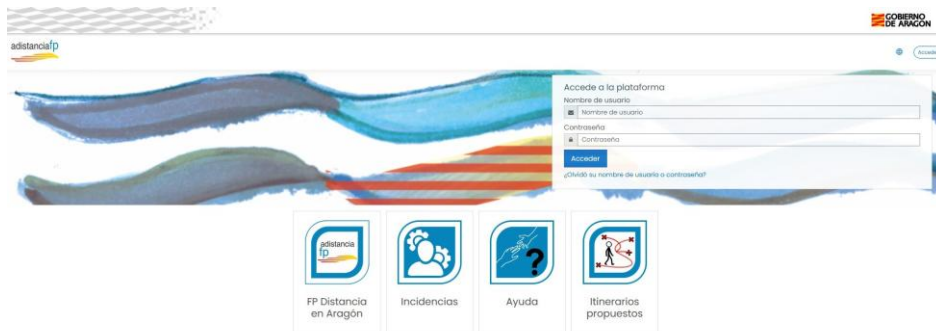 GOBIERNO
DE ARAGON
adistanciafp
Acceder
Accede a la plataforma
Nombre de usuario
Nombre de usuario
Contraseña
Contraseña
Acceder
¿Olvidó su nombre de usuario o contraseña?
adistancia
fp
?
FP Distancia
en Aragón
Incidencias
Ayuda
Itinerarios
propuestos